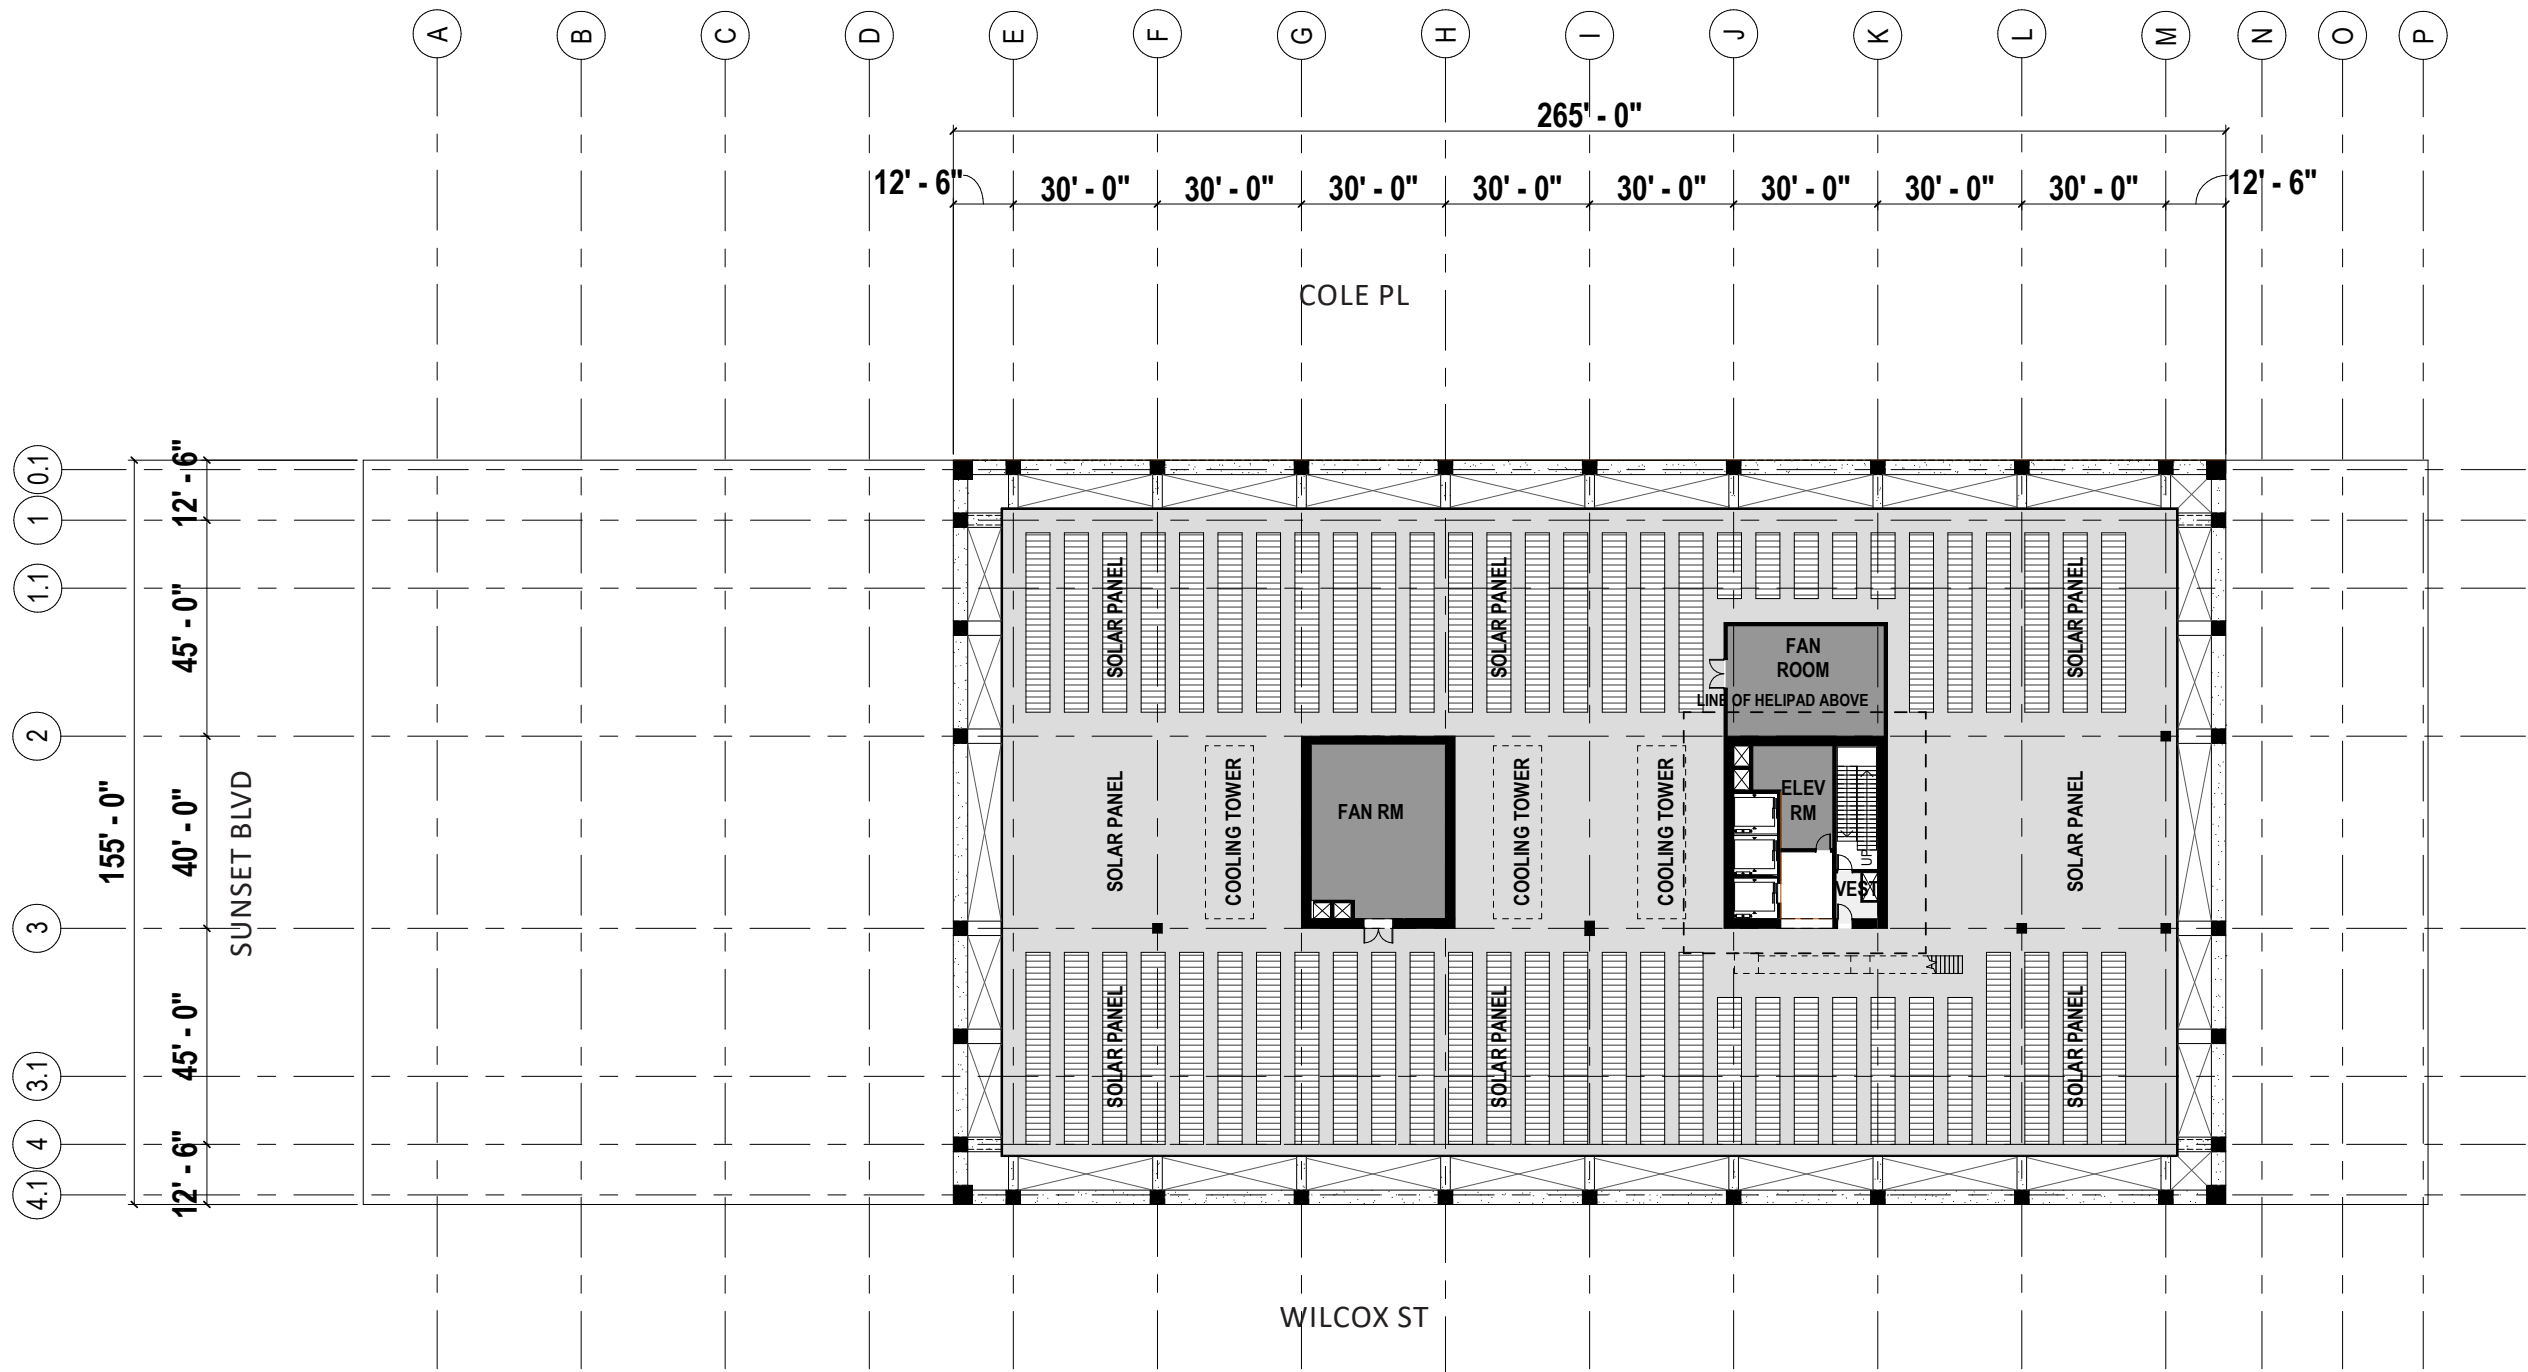 A
B
C
D
E
F
G
H
I
J
K
L
M
N
O
P
265' - 0"
12' - 6"
30' - 0"
30' - 0"
30' - 0"
30' - 0"
30' - 0"
30' - 0"
30' - 0"
30' - 0"
12' - 6"
COLE PL
0.1
1
1.1
2
3
3.1
4
4.1
155' - 0"
12' - 6"
45' - 0"
40' - 0"
45' - 0"
12' - 6"
SUNSET BLVD
SOLAR PANEL
SOLAR PANEL
SOLAR PANEL
FAN
ROOM
LINE OF HELIPAD ABOVE
SOLAR PANEL
COOLING TOWER
FAN RM
COOLING TOWER
COOLING TOWER
ELEV
RM
UP
VEST
SOLAR PANEL
SOLAR PANEL
SOLAR PANEL
SOLAR PANEL
WILCOX ST